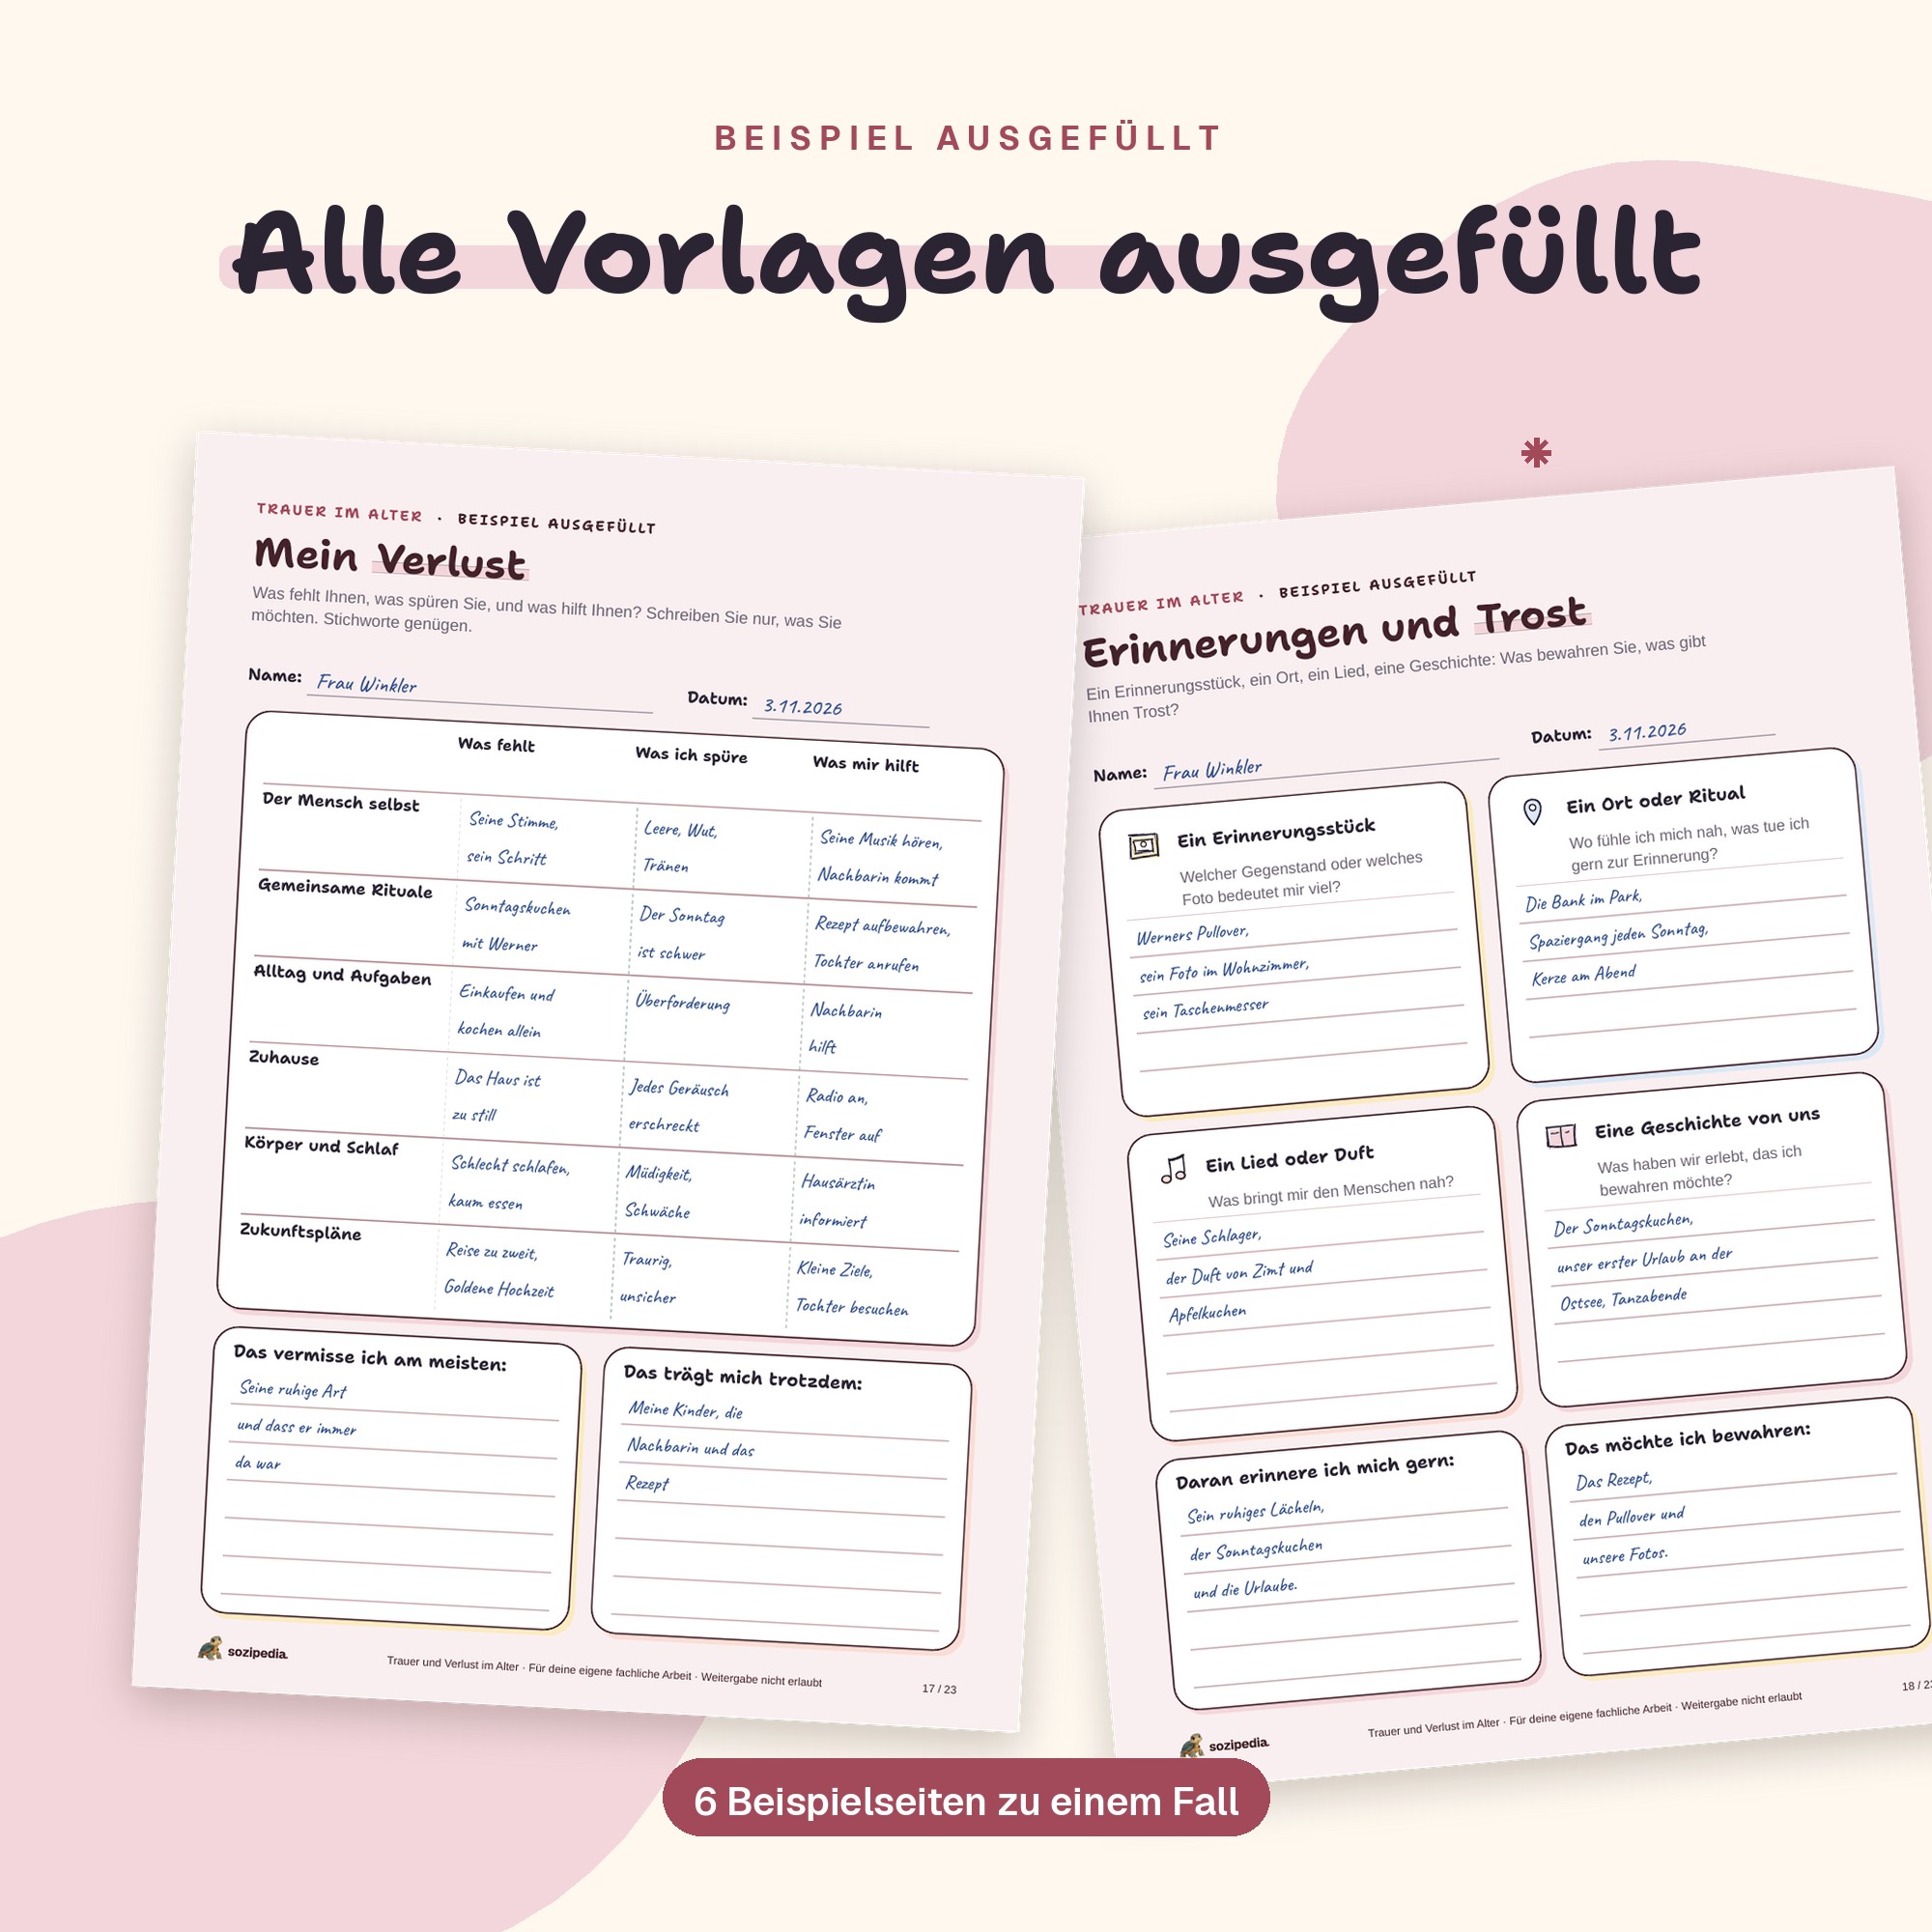 BEISPIEL AUSGEFÜLLT
Alle Vorlagen ausgefüllt
TRAUER IM ALTER · BEISPIEL AUSGEFÜLLT
Mein Verlust
Was fehlt Ihnen, was spüren Sie, und was hilft Ihnen? Schreiben Sie nur, was Sie
möchten. Stichworte genügen.
Name: Frau Winkler Datum: 3.11.2026
Was fehlt Was ich spüre Was mir hilft
Der Mensch selbst Seine Stimme, Leere, Wut, Seine Musik hören,
sein Schritt Tränen Nachbarin kommt
Gemeinsame Rituale Sonntagskuchen Der Sonntag Rezept aufbewahren,
mit Werner ist schwer Tochter anrufen
Alltag und Aufgaben Einkaufen und Überforderung Nachbarin
kochen allein hilft
Zuhause Das Haus ist Jedes Geräusch Radio an,
zu still erschreckt Fenster auf
Körper und Schlaf Schlecht schlafen, Müdigkeit, Hausärztin
kaum essen Schwäche informiert
Zukunftspläne Reise zu zweit, Traurig, Kleine Ziele,
Goldene Hochzeit unsicher Tochter besuchen
Das vermisse ich am meisten:
Seine ruhige Art
und dass er immer
da war
Das trägt mich trotzdem:
Meine Kinder, die
Nachbarin und das
Rezept
sozipedia. Trauer und Verlust im Alter · Für deine eigene fachliche Arbeit · Weitergabe nicht erlaubt 17 / 23
TRAUER IM ALTER · BEISPIEL AUSGEFÜLLT
Erinnerungen und Trost
Ein Erinnerungsstück, ein Ort, ein Lied, eine Geschichte: Was bewahren Sie, was gibt
Ihnen Trost?
Name: Frau Winkler Datum: 3.11.2026
Ein Erinnerungsstück
Welcher Gegenstand oder welches
Foto bedeutet mir viel?
Werners Pullover,
sein Foto im Wohnzimmer,
sein Taschenmesser
Ein Ort oder Ritual
Wo fühle ich mich nah, was tue ich
gern zur Erinnerung?
Die Bank im Park,
Spaziergang jeden Sonntag,
Kerze am Abend
Ein Lied oder Duft
Was bringt mir den Menschen nah?
Seine Schlager,
der Duft von Zimt und
Apfelkuchen
Eine Geschichte von uns
Was haben wir erlebt, das ich
bewahren möchte?
Der Sonntagskuchen,
unser erster Urlaub an der
Ostsee, Tanzabende
Daran erinnere ich mich gern:
Sein ruhiges Lächeln,
der Sonntagskuchen
und die Urlaube.
Das möchte ich bewahren:
Das Rezept,
den Pullover und
unsere Fotos.
sozipedia. Trauer und Verlust im Alter · Für deine eigene fachliche Arbeit · Weitergabe nicht erlaubt 18 / 23
6 Beispielseiten zu einem Fall